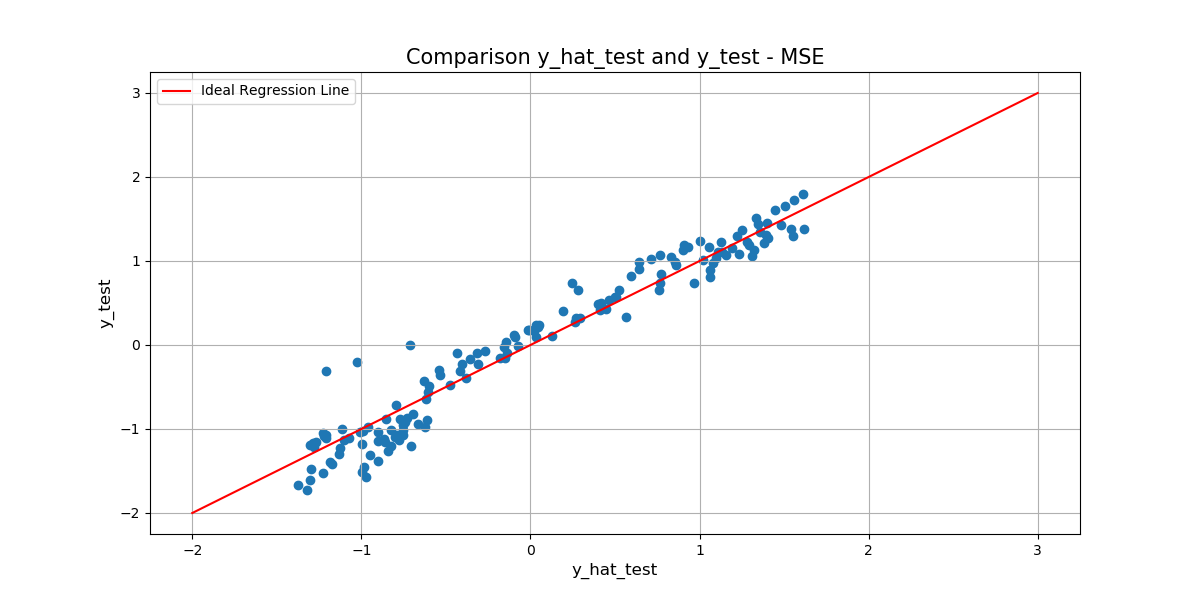 Comparison y_hat_test and y_test - MSE
Ideal Regression Line
3
2
1
0
−1
−2
y_test
−2 −1 0 1 2 3
y_hat_test